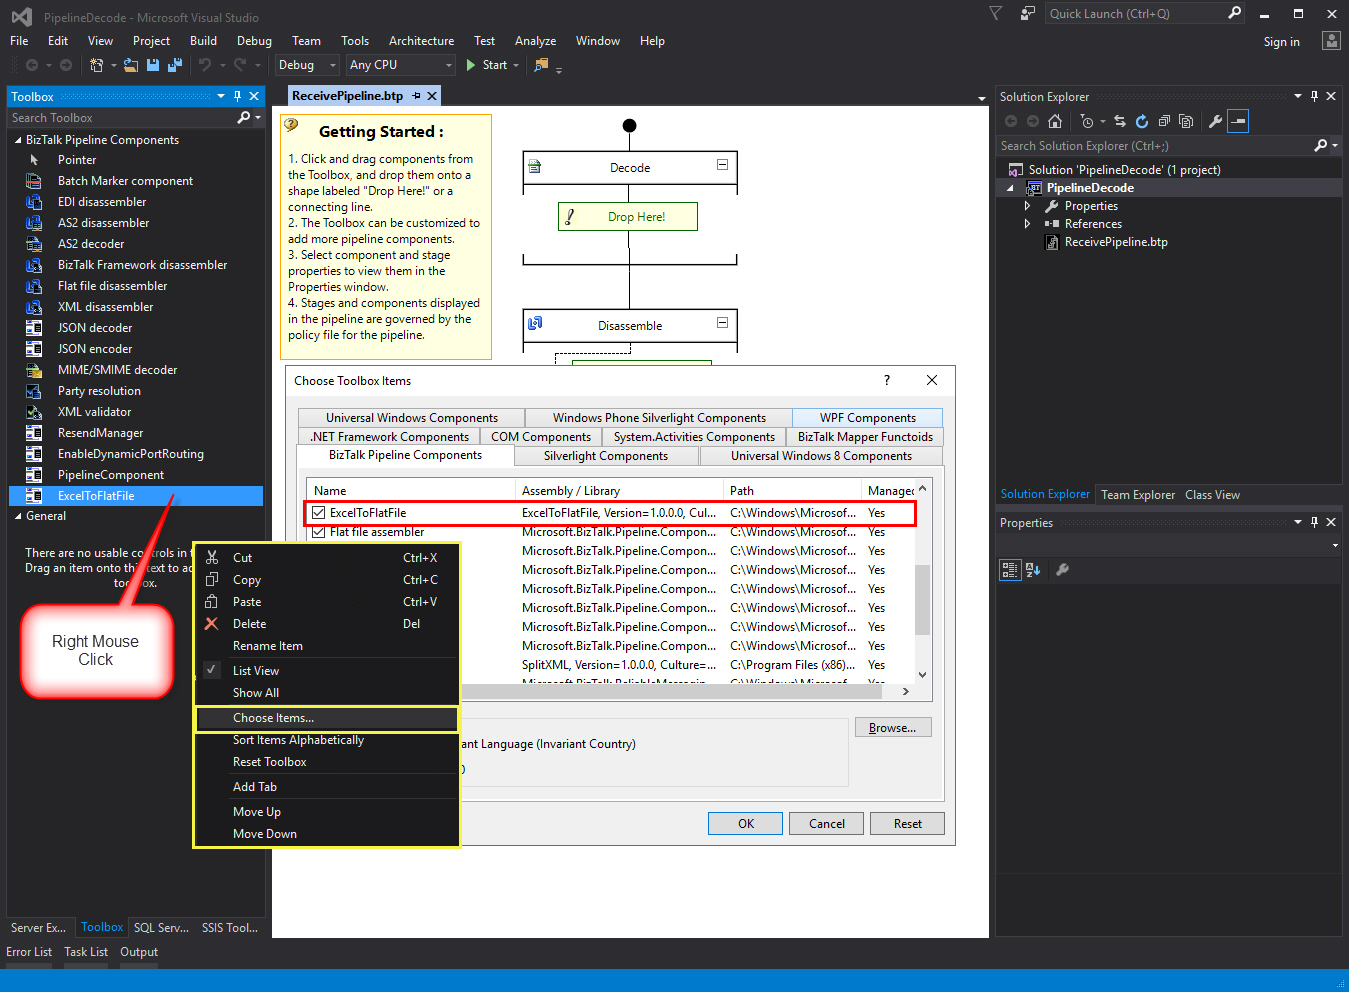 PipelineDecode - Microsoft Visual Studio
Quick Launch (Ctrl+Q)
File Edit View Project Build Debug Team Tools Architecture Test Analyze Window Help
Sign in
Debug Any CPU Start
Toolbox
Search Toolbox
BizTalk Pipeline Components
Pointer
Batch Marker component
EDI disassembler
AS2 disassembler
AS2 decoder
BizTalk Framework disassembler
Flat file disassembler
XML disassembler
JSON decoder
JSON encoder
MIME/SMIME decoder
Party resolution
XML validator
ResendManager
EnableDynamicPortRouting
PipelineComponent
ExcelToFlatFile
General
There are no usable controls in t
Drag an item onto this text to ad
toolbox.
Right Mouse
Click
Server Ex... Toolbox SQL Serv... SSIS Tool...
Error List Task List Output
ReceivePipeline.btp
Getting Started :
1. Click and drag components from
the Toolbox, and drop them onto a
shape labeled "Drop Here!" or a
connecting line.
2. The Toolbox can be customized to
add more pipeline components.
3. Select component and stage
properties to view them in the
Properties window.
4. Stages and components displayed
in the pipeline are governed by the
policy file for the pipeline.
Decode
Drop Here!
Disassemble
Choose Toolbox Items
?
Universal Windows Components Windows Phone Silverlight Components WPF Components
.NET Framework Components COM Components System.Activities Components BizTalk Mapper Functoids
BizTalk Pipeline Components Silverlight Components Universal Windows 8 Components
Name Assembly / Library Path Managed
ExcelToFlatFile ExcelToFlatFile, Version=1.0.0.0, Cul... C:\Windows\Microsof... Yes
Flat file assembler Microsoft.BizTalk.Pipeline.Compon... C:\Windows\Microsof... Yes
Microsoft.BizTalk.Pipeline.Compon... C:\Windows\Microsof... Yes
Microsoft.BizTalk.Pipeline.Compon... C:\Windows\Microsof... Yes
Microsoft.BizTalk.Pipeline.Compon... C:\Windows\Microsof... Yes
Microsoft.BizTalk.Pipeline.Compon... C:\Windows\Microsof... Yes
Microsoft.BizTalk.Pipeline.Compon... C:\Windows\Microsof... Yes
Microsoft.BizTalk.Pipeline.Compon... C:\Windows\Microsof... Yes
SplitXML, Version=1.0.0.0, Culture=... C:\Program Files (x86)... Yes
Microsoft.BizTalk.ReliableMessagin... C:\Windows\Microsof... Yes
ant Language (Invariant Country)
0)
Browse...
OK Cancel Reset
Cut Ctrl+X
Copy Ctrl+C
Paste Ctrl+V
Delete Del
Rename Item
List View
Show All
Choose Items...
Sort Items Alphabetically
Reset Toolbox
Add Tab
Move Up
Move Down
Solution Explorer
Search Solution Explorer (Ctrl+;)
Solution 'PipelineDecode' (1 project)
PipelineDecode
Properties
References
ReceivePipeline.btp
Solution Explorer Team Explorer Class View
Properties